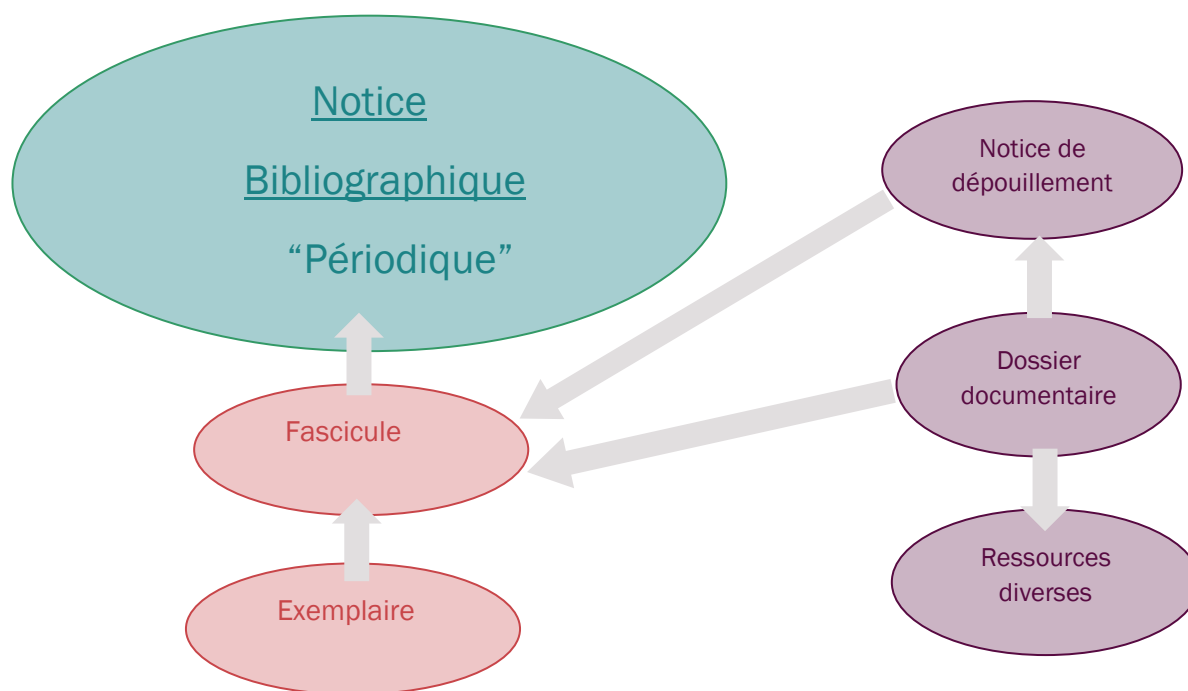 Notice
Bibliographique
“Périodique”
Notice de
dépouillement
Dossier
documentaire
Fascicule
Ressources
diverses
Exemplaire